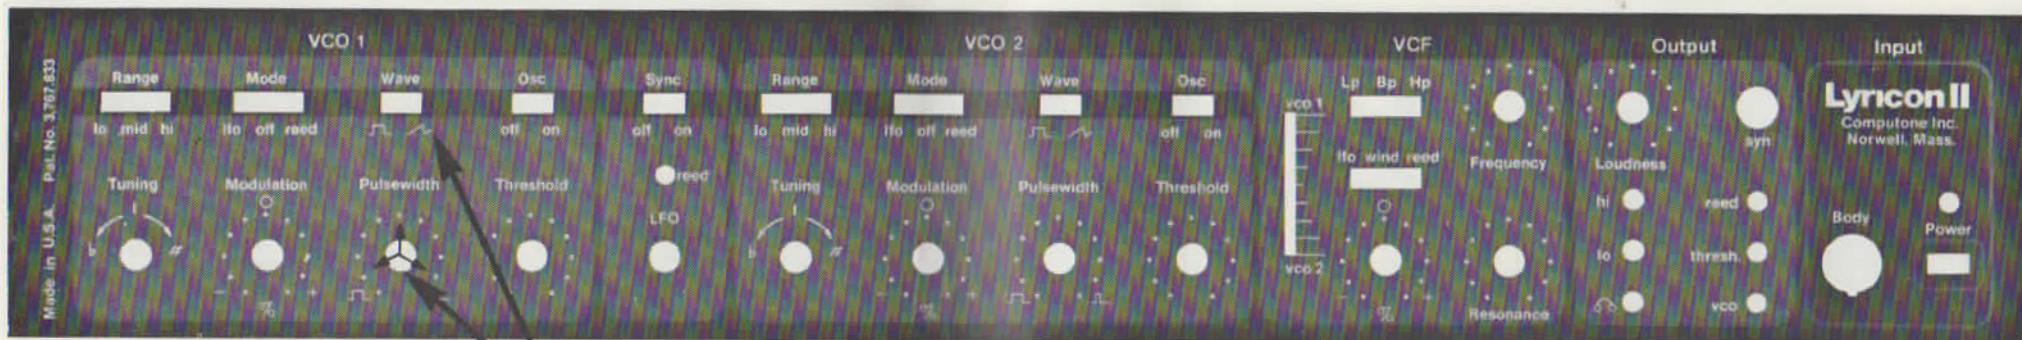 Made in U.S.A. Pat. No. 3,767,833
VCO 1
Range
lo mid hi
Mode
lfo off reed
Wave
Osc
off on
Tuning
Modulation
%
Pulsewidth
Threshold
Sync
off on
reed
LFO
VCO 2
Range
lo mid hi
Mode
lfo off reed
Wave
Osc
off on
Tuning
Modulation
%
Pulsewidth
Threshold
VCF
vco 1
vco 2
Lp Bp Hp
lfo wind reed
%
Frequency
Resonance
Output
Loudness
syn
hi
lo
reed
thresh.
vco
Input
Lyricon II
Computone Inc.
Norwell, Mass.
Body
Power